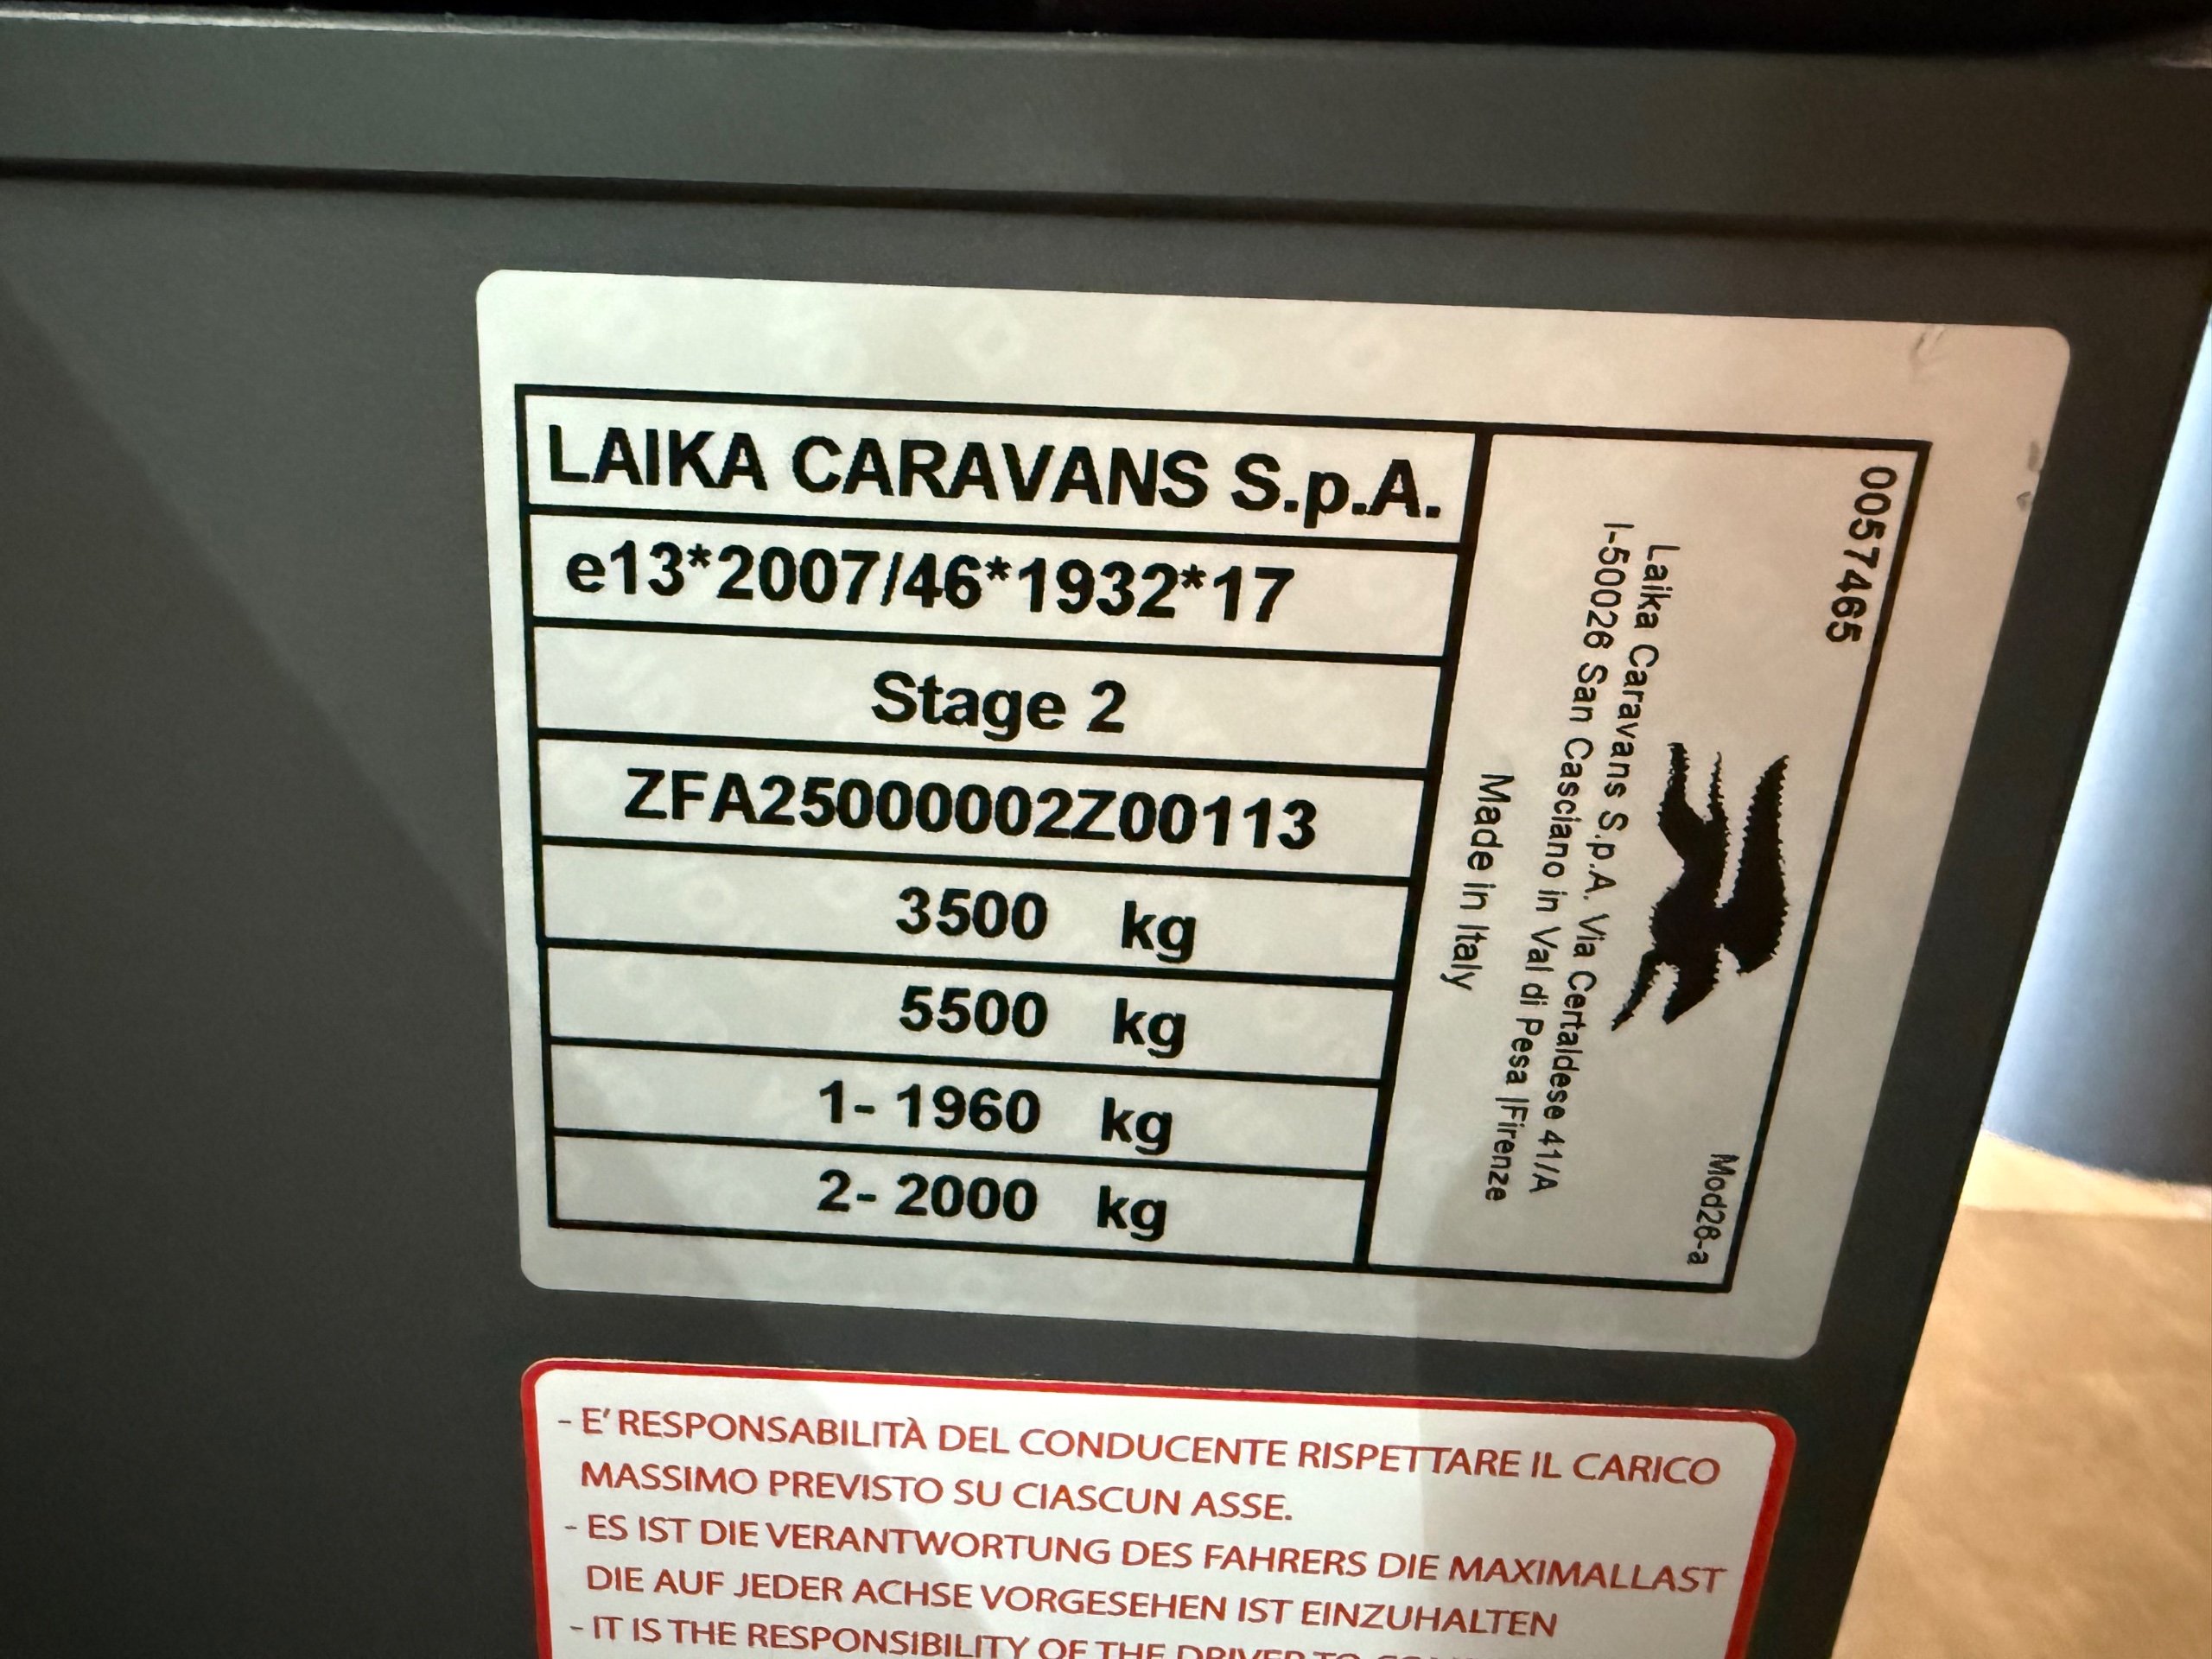 LAIKA CARAVANS S.p.A.
e13*2007/46*1932*17
Stage 2
ZFA25000002Z00113
3500 kg
5500 kg
1- 1960 kg
2- 2000 kg
00574465
Mod26-a
Laika Caravans S.p.A. Via Certaldese 41/A
I-50026 San Casciano in Val di Pesa |Firenze
Made in Italy
- E' RESPONSABILITÀ DEL CONDUCENTE RISPETTARE IL CARICO
MASSIMO PREVISTO SU CIASCUN ASSE.
- ES IST DIE VERANTWORTUNG DES FAHRERS DIE MAXIMALLAST
DIE AUF JEDER ACHSE VORGESEHEN IST EINZUHALTEN
- IT IS THE RESPONSIBILITY OF THE DRIVER TO